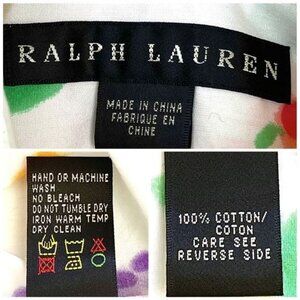 RALPH LAUREN
MADE IN CHINA
FABRIQUE EN
CHINE
HAND OR MACHINE
WASH
NO BLEACH
DO NOT TUMBLE DRY
IRON WARM TEMP
DRY CLEAN
100% COTTON/
COTON
CARE SEE
REVERSE SIDE